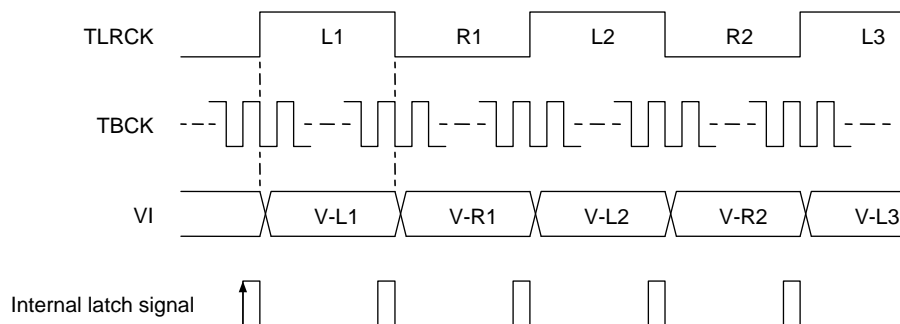 TLRCK L1 R1 L2 R2 L3
TBCK
VI V-L1 V-R1 V-L2 V-R2 V-L3
Internal latch signal